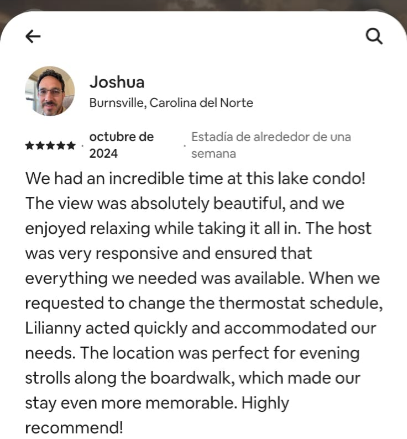 Joshua
Burnsville, Carolina del Norte
★★★★★ · octubre de 2024 · Estadía de alrededor de una semana
We had an incredible time at this lake condo!
The view was absolutely beautiful, and we
enjoyed relaxing while taking it all in. The host
was very responsive and ensured that
everything we needed was available. When we
requested to change the thermostat schedule,
Lilianny acted quickly and accommodated our
needs. The location was perfect for evening
strolls along the boardwalk, which made our
stay even more memorable. Highly
recommend!